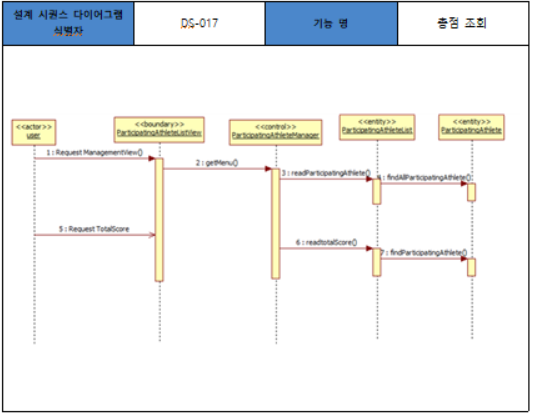 설계 시퀀스 다이어그램
식별자
DS-017
기능 명
총점 조회
<<actor>>
user
<<boundary>>
ParticipatingAthleteListView
<<control>>
ParticipatingAthleteManager
<<entity>>
ParticipatingAthleteList
<<entity>>
ParticipatingAthlete
1 : Request ManagementView()
2 : getMenu()
3 : readParticipatingAthlete()
: findAllParticipatingAthlete()
5 : Request TotalScore
6 : readtotalScore()
7 : findParticipatingAthlete()